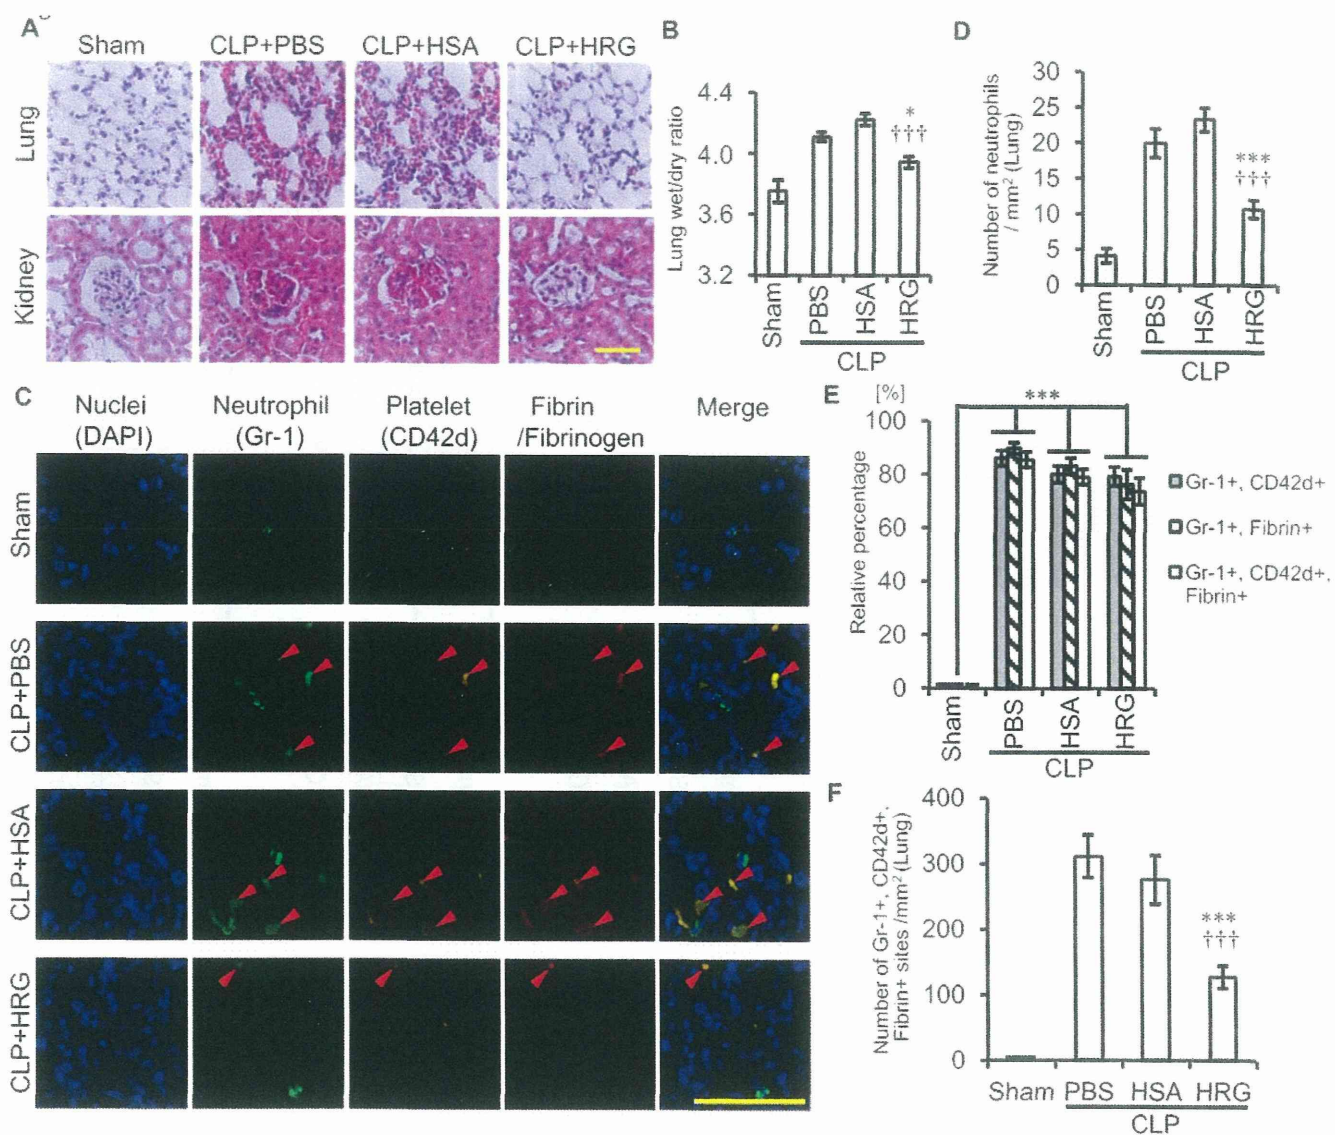 A
Sham
CLP+PBS
CLP+HSA
CLP+HRG
Lung
Kidney
B
Lung wet/dry ratio
4.4
4.0
3.6
3.2
*
†††
Sham
PBS
HSA
HRG
CLP
D
Number of neutrophils
/ mm² (Lung)
30
25
20
15
10
5
0
***
†††
Sham
PBS
HSA
HRG
CLP
C
Nuclei
(DAPI)
Neutrophil
(Gr-1)
Platelet
(CD42d)
Fibrin
/Fibrinogen
Merge
Sham
CLP+PBS
CLP+HSA
CLP+HRG
E
[%]
Relative percentage
100
80
60
40
20
0
***
Sham
PBS
HSA
HRG
CLP
Gr-1+, CD42d+
Gr-1+, Fibrin+
Gr-1+, CD42d+,
Fibrin+
F
Number of Gr-1+, CD42d+,
Fibrin+ sites /mm² (Lung)
400
300
200
100
0
***
†††
Sham
PBS
HSA
HRG
CLP